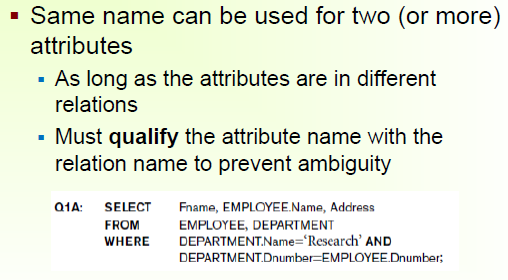 ▪ Same name can be used for two (or more)
attributes
▪ As long as the attributes are in different
relations
▪ Must qualify the attribute name with the
relation name to prevent ambiguity
Q1A: SELECT Fname, EMPLOYEE.Name, Address
FROM EMPLOYEE, DEPARTMENT
WHERE DEPARTMENT.Name=‘Research’ AND
DEPARTMENT.Dnumber=EMPLOYEE.Dnumber;